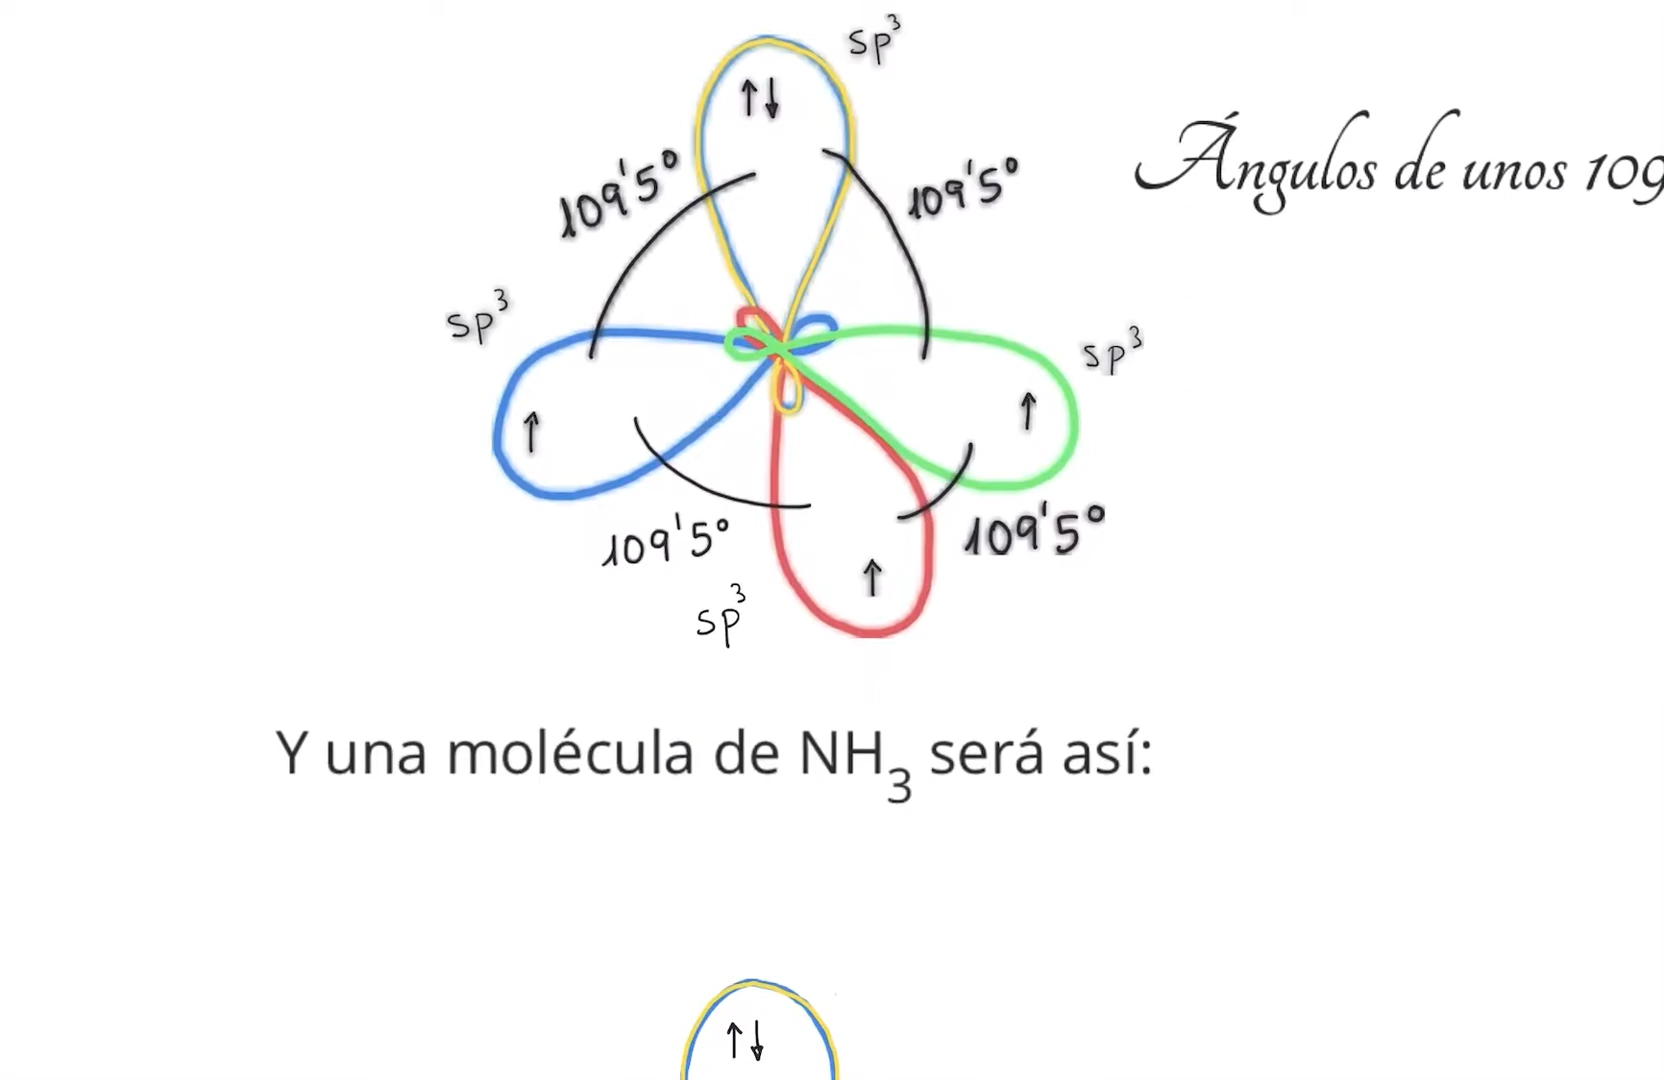 sp³
↑↓
109'5°
109'5°
Ángulos de unos 109
sp³
sp³
↑
↑
109'5°
109'5°
↑
sp³
Y una molécula de NH₃ será así:
↑↓